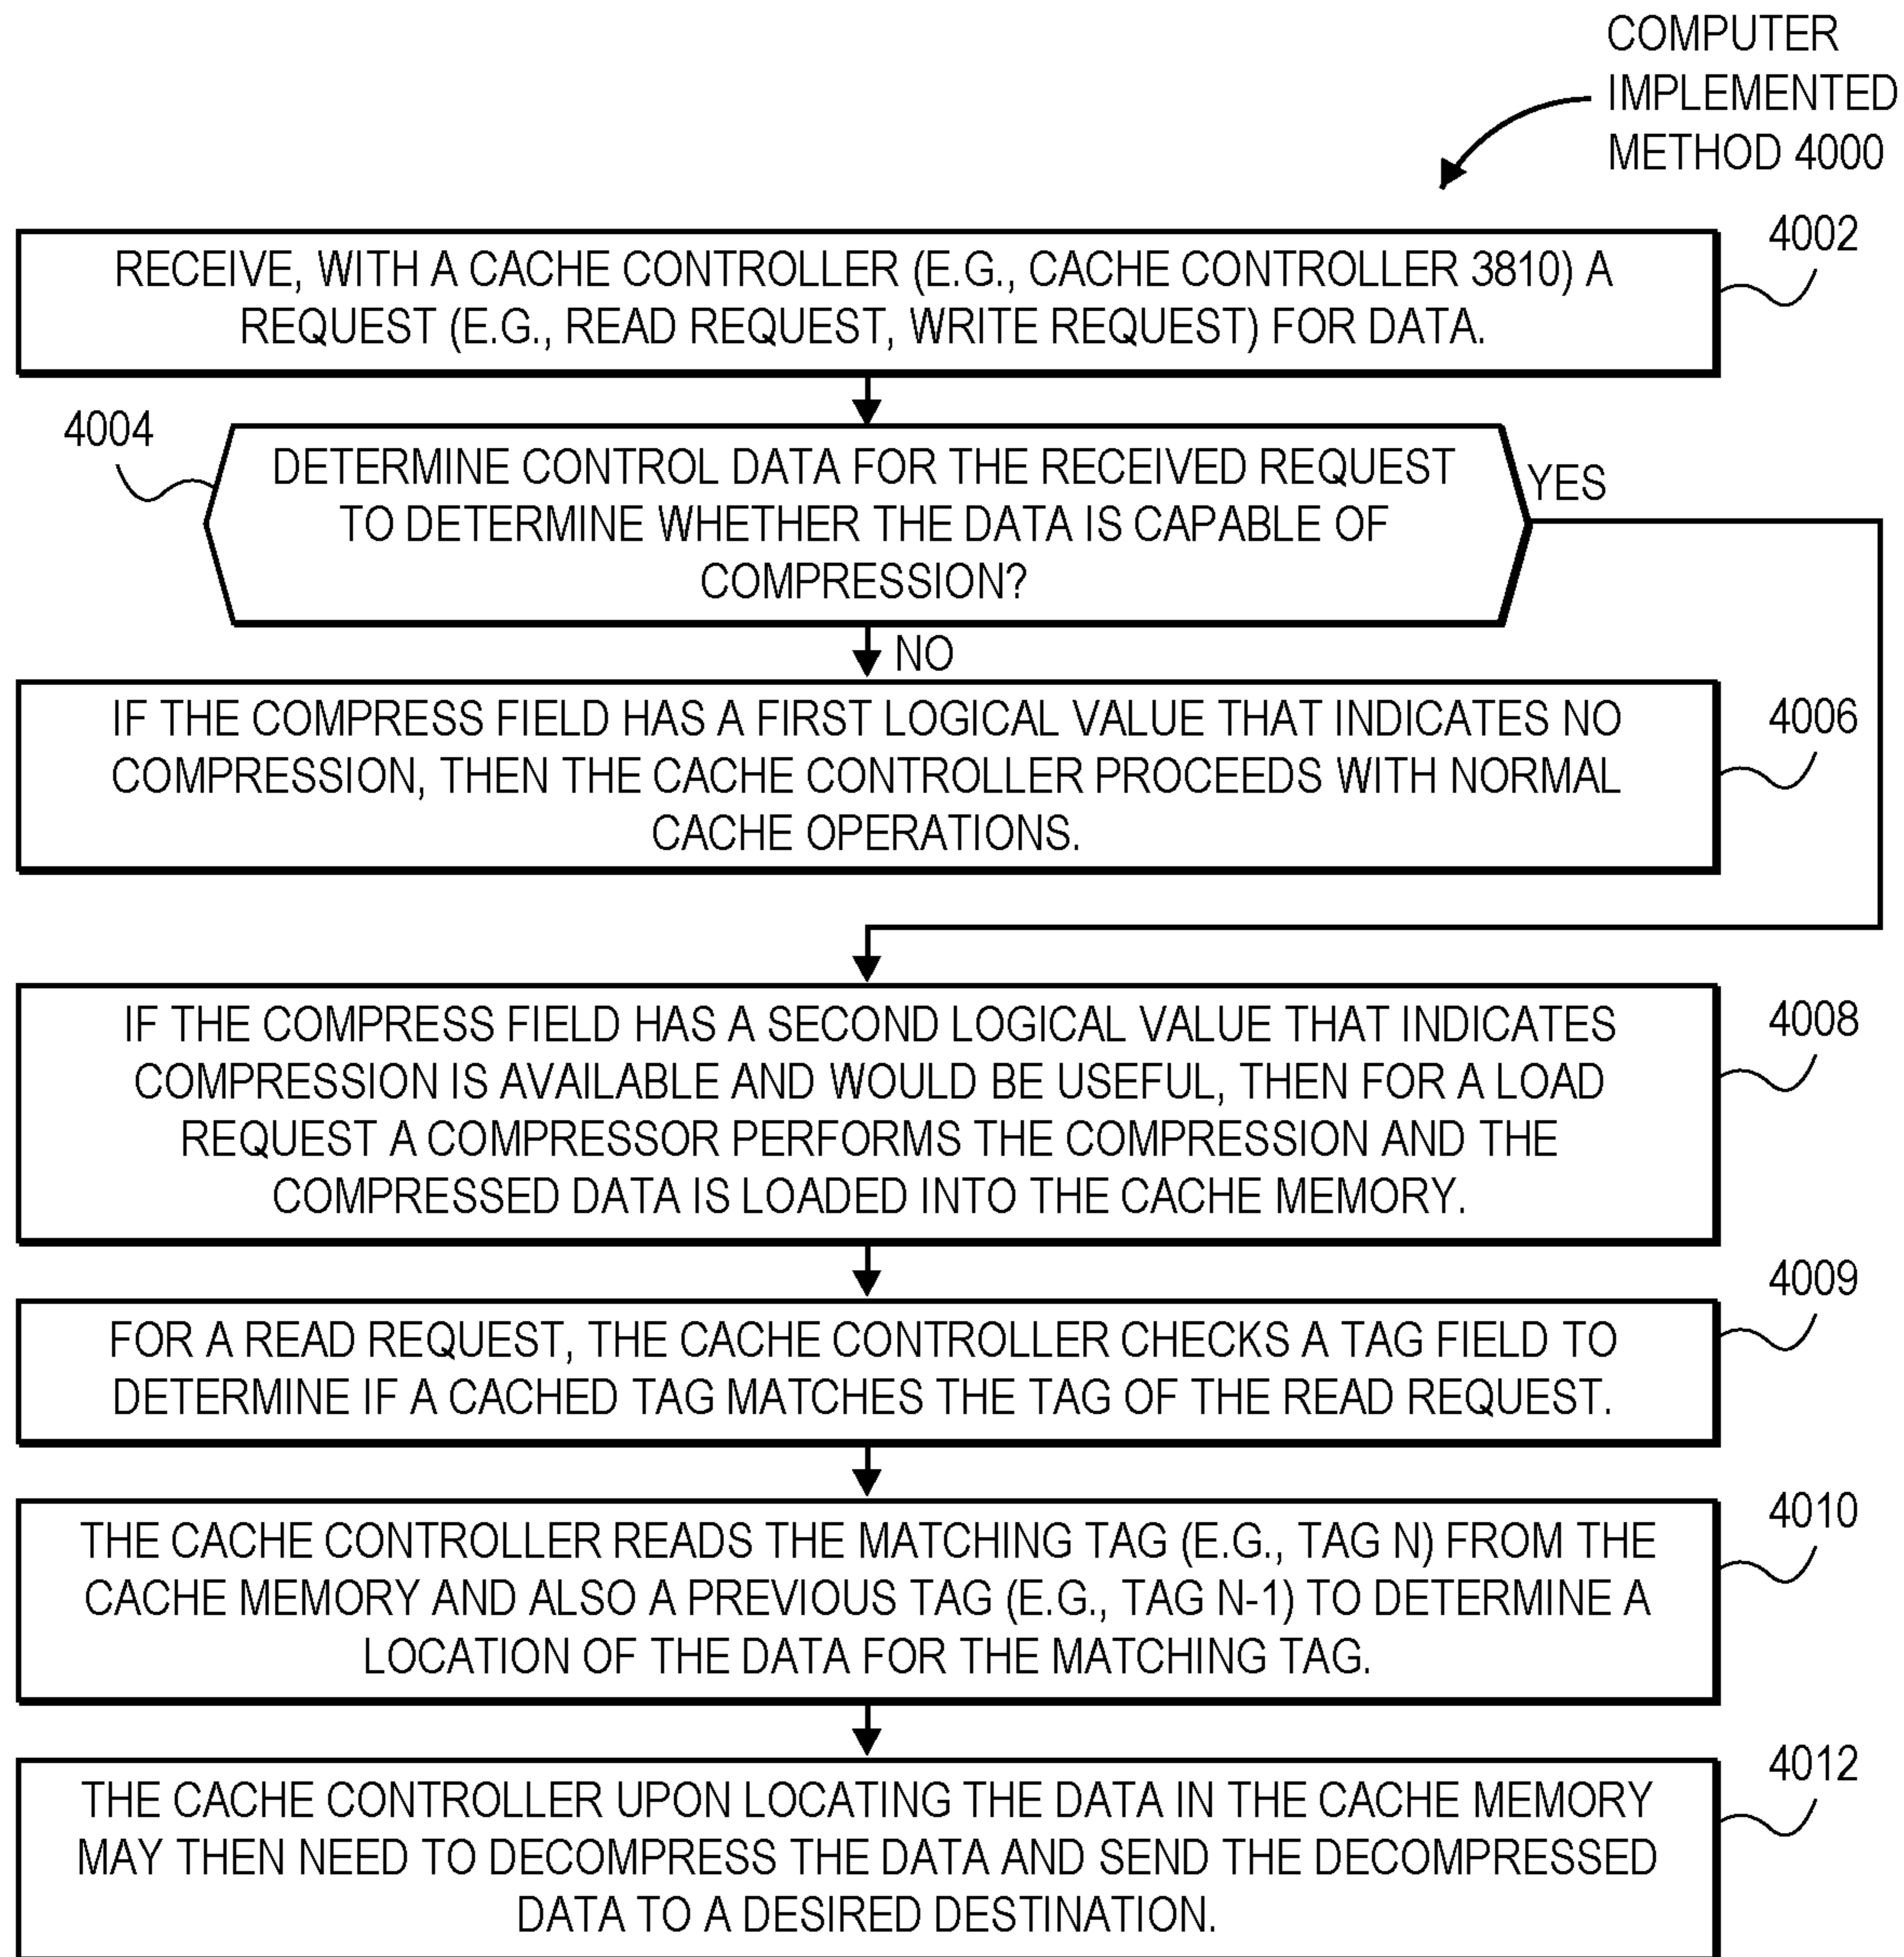 COMPUTER
IMPLEMENTED
METHOD 4000
4002
RECEIVE, WITH A CACHE CONTROLLER (E.G., CACHE CONTROLLER 3810) A
REQUEST (E.G., READ REQUEST, WRITE REQUEST) FOR DATA.
4004
DETERMINE CONTROL DATA FOR THE RECEIVED REQUEST
TO DETERMINE WHETHER THE DATA IS CAPABLE OF
COMPRESSION?
YES
NO
4006
IF THE COMPRESS FIELD HAS A FIRST LOGICAL VALUE THAT INDICATES NO
COMPRESSION, THEN THE CACHE CONTROLLER PROCEEDS WITH NORMAL
CACHE OPERATIONS.
4008
IF THE COMPRESS FIELD HAS A SECOND LOGICAL VALUE THAT INDICATES
COMPRESSION IS AVAILABLE AND WOULD BE USEFUL, THEN FOR A LOAD
REQUEST A COMPRESSOR PERFORMS THE COMPRESSION AND THE
COMPRESSED DATA IS LOADED INTO THE CACHE MEMORY.
4009
FOR A READ REQUEST, THE CACHE CONTROLLER CHECKS A TAG FIELD TO
DETERMINE IF A CACHED TAG MATCHES THE TAG OF THE READ REQUEST.
4010
THE CACHE CONTROLLER READS THE MATCHING TAG (E.G., TAG N) FROM THE
CACHE MEMORY AND ALSO A PREVIOUS TAG (E.G., TAG N-1) TO DETERMINE A
LOCATION OF THE DATA FOR THE MATCHING TAG.
4012
THE CACHE CONTROLLER UPON LOCATING THE DATA IN THE CACHE MEMORY
MAY THEN NEED TO DECOMPRESS THE DATA AND SEND THE DECOMPRESSED
DATA TO A DESIRED DESTINATION.